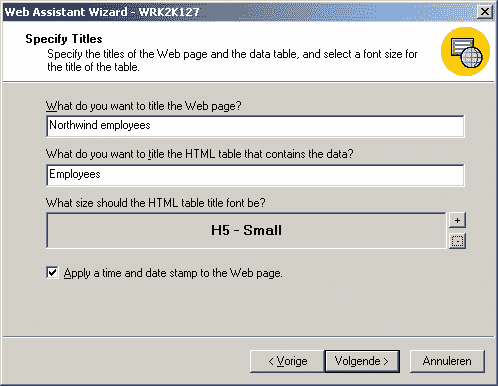 Web Assistant Wizard - WRK2K127
Specify Titles
Specify the titles of the Web page and the data table, and select a font size for
the title of the table.
What do you want to title the Web page?
Northwind employees
What do you want to title the HTML table that contains the data?
Employees
What size should the HTML table title font be?
H5 - Small
+
-
Apply a time and date stamp to the Web page.
< Vorige
Volgende >
Annuleren